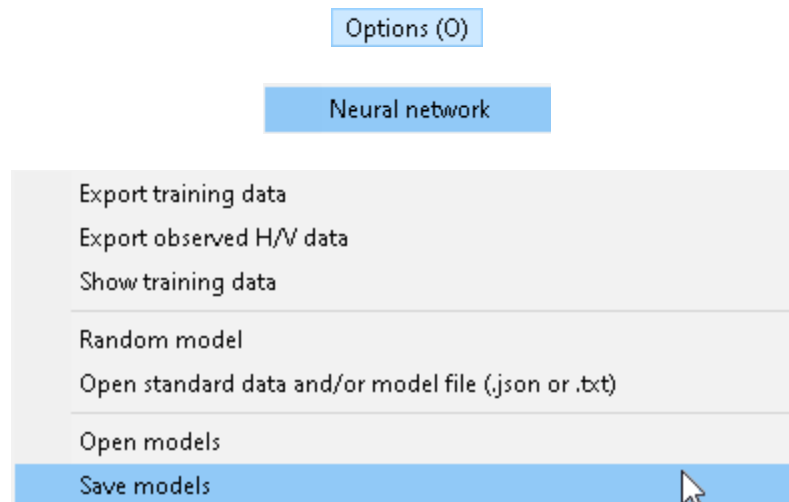 Options (O)
Neural network
Export training data
Export observed H/V data
Show training data
Random model
Open standard data and/or model file (.json or .txt)
Open models
Save models